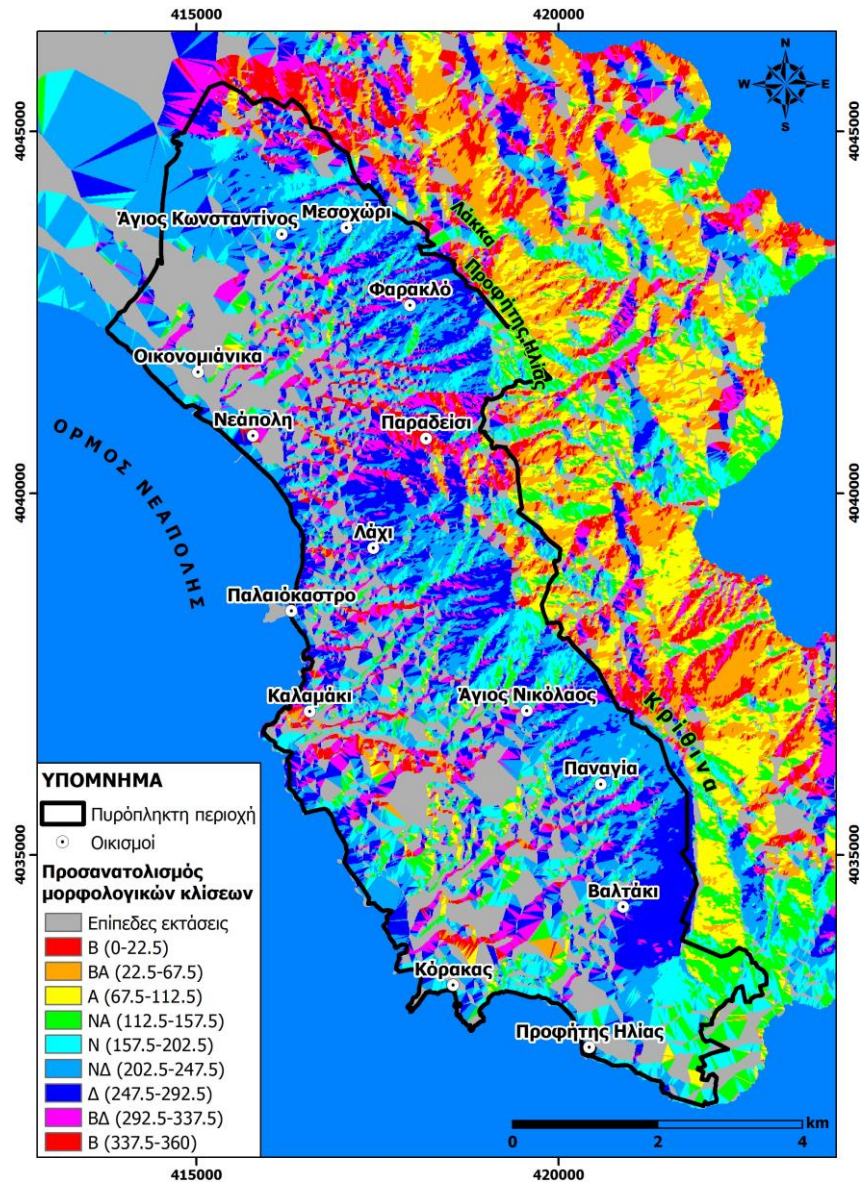 415000
420000
N
W E
S
4045000
4045000
Άγιος Κωνσταντίνος
Μεσοχώρι
Λάκκα
Προφήτης Ηλίας
Φαρακλό
Οικονομιάνικα
Νεάπολη
Παραδείσι
ΟΡΜΟΣ ΝΕΑΠΟΛΗΣ
4040000
4040000
Λάχι
Παλαιόκαστρο
Καλαμάκι
Άγιος Νικόλαος
Κρίθινα
Παναγία
4035000
4035000
Βαλτάκι
Κόρακας
Προφήτης Ηλίας
ΥΠΟΜΝΗΜΑ
Πυρόπληκτη περιοχή
Οικισμοί
Προσανατολισμός
μορφολογικών κλίσεων
Επίπεδες εκτάσεις
Β (0-22.5)
ΒΑ (22.5-67.5)
Α (67.5-112.5)
ΝΑ (112.5-157.5)
Ν (157.5-202.5)
ΝΔ (202.5-247.5)
Δ (247.5-292.5)
ΒΔ (292.5-337.5)
Β (337.5-360)
km
0 2 4
415000
420000